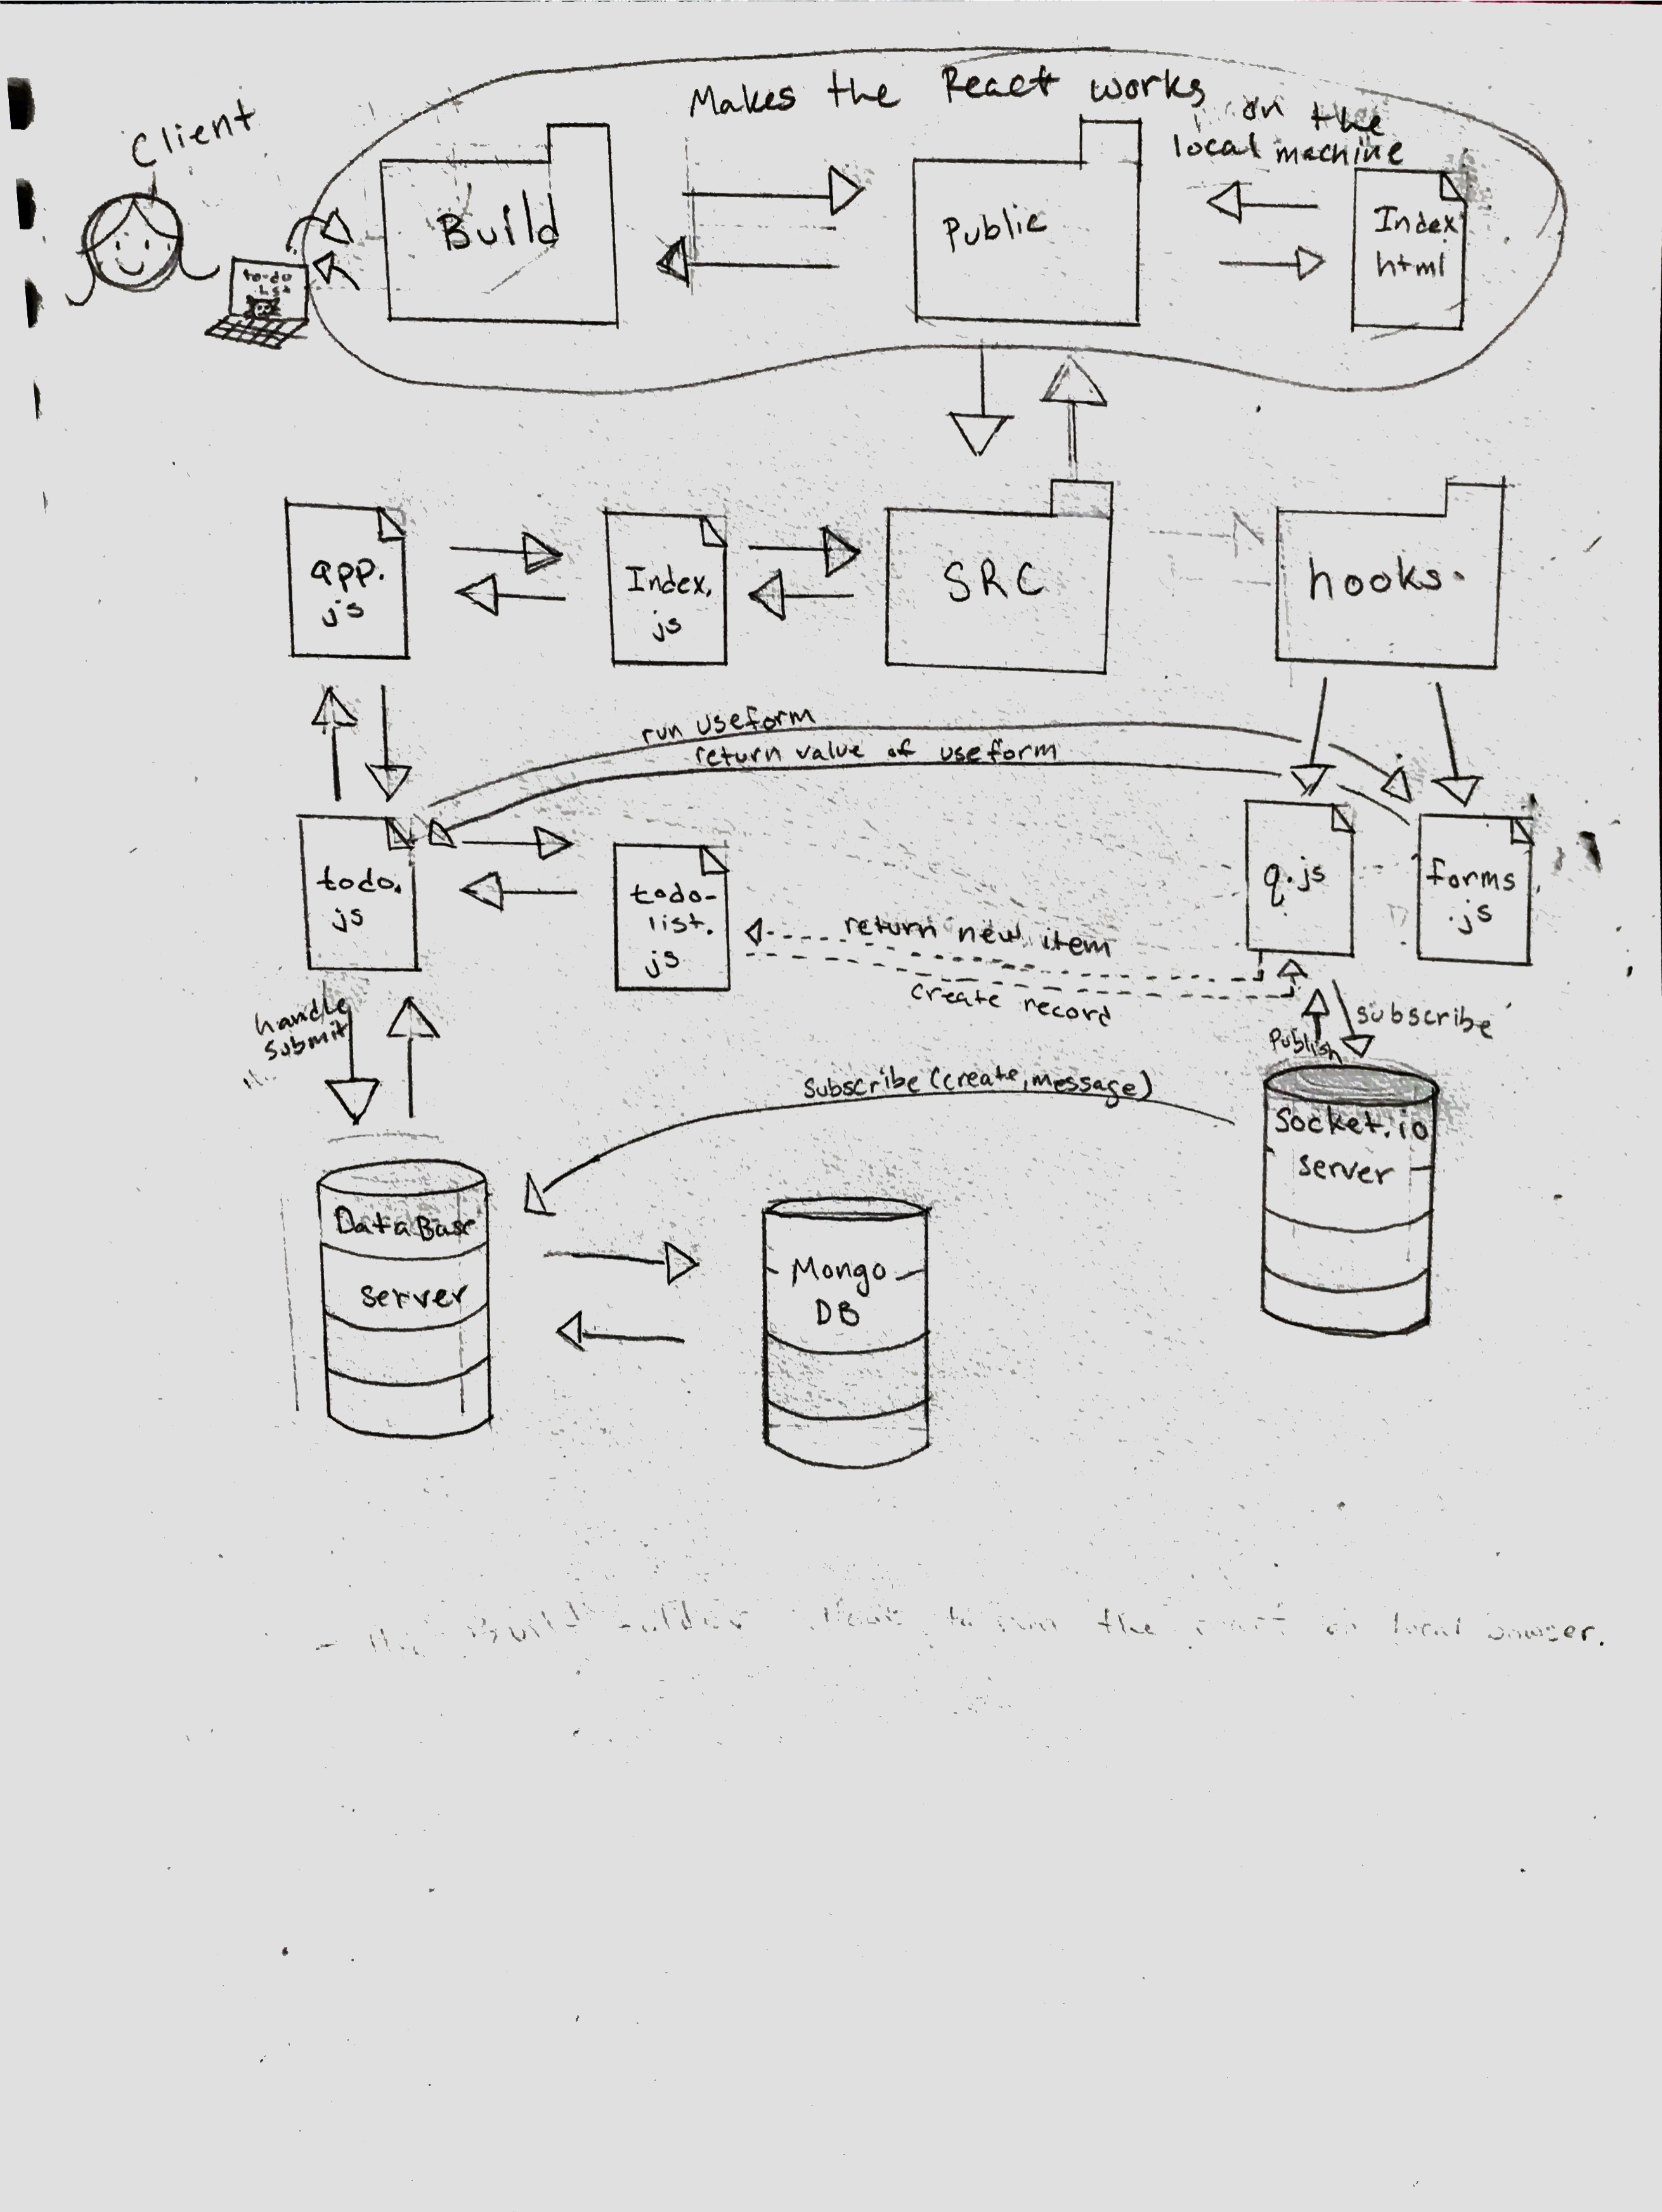 Makes the React works
on the
local machine
Client
to-do
list
Build
Public
Index
html
app.
js
Index.
js
SRC
hooks.
run useform
return value of useform
todo.
js
todo-
list.
js
q.js
forms
.js
return new item
create record
handle
submit
Publish
subscribe
Subscribe (create, message)
Socket.io
server
DataBase
server
Mongo
DB
the
local